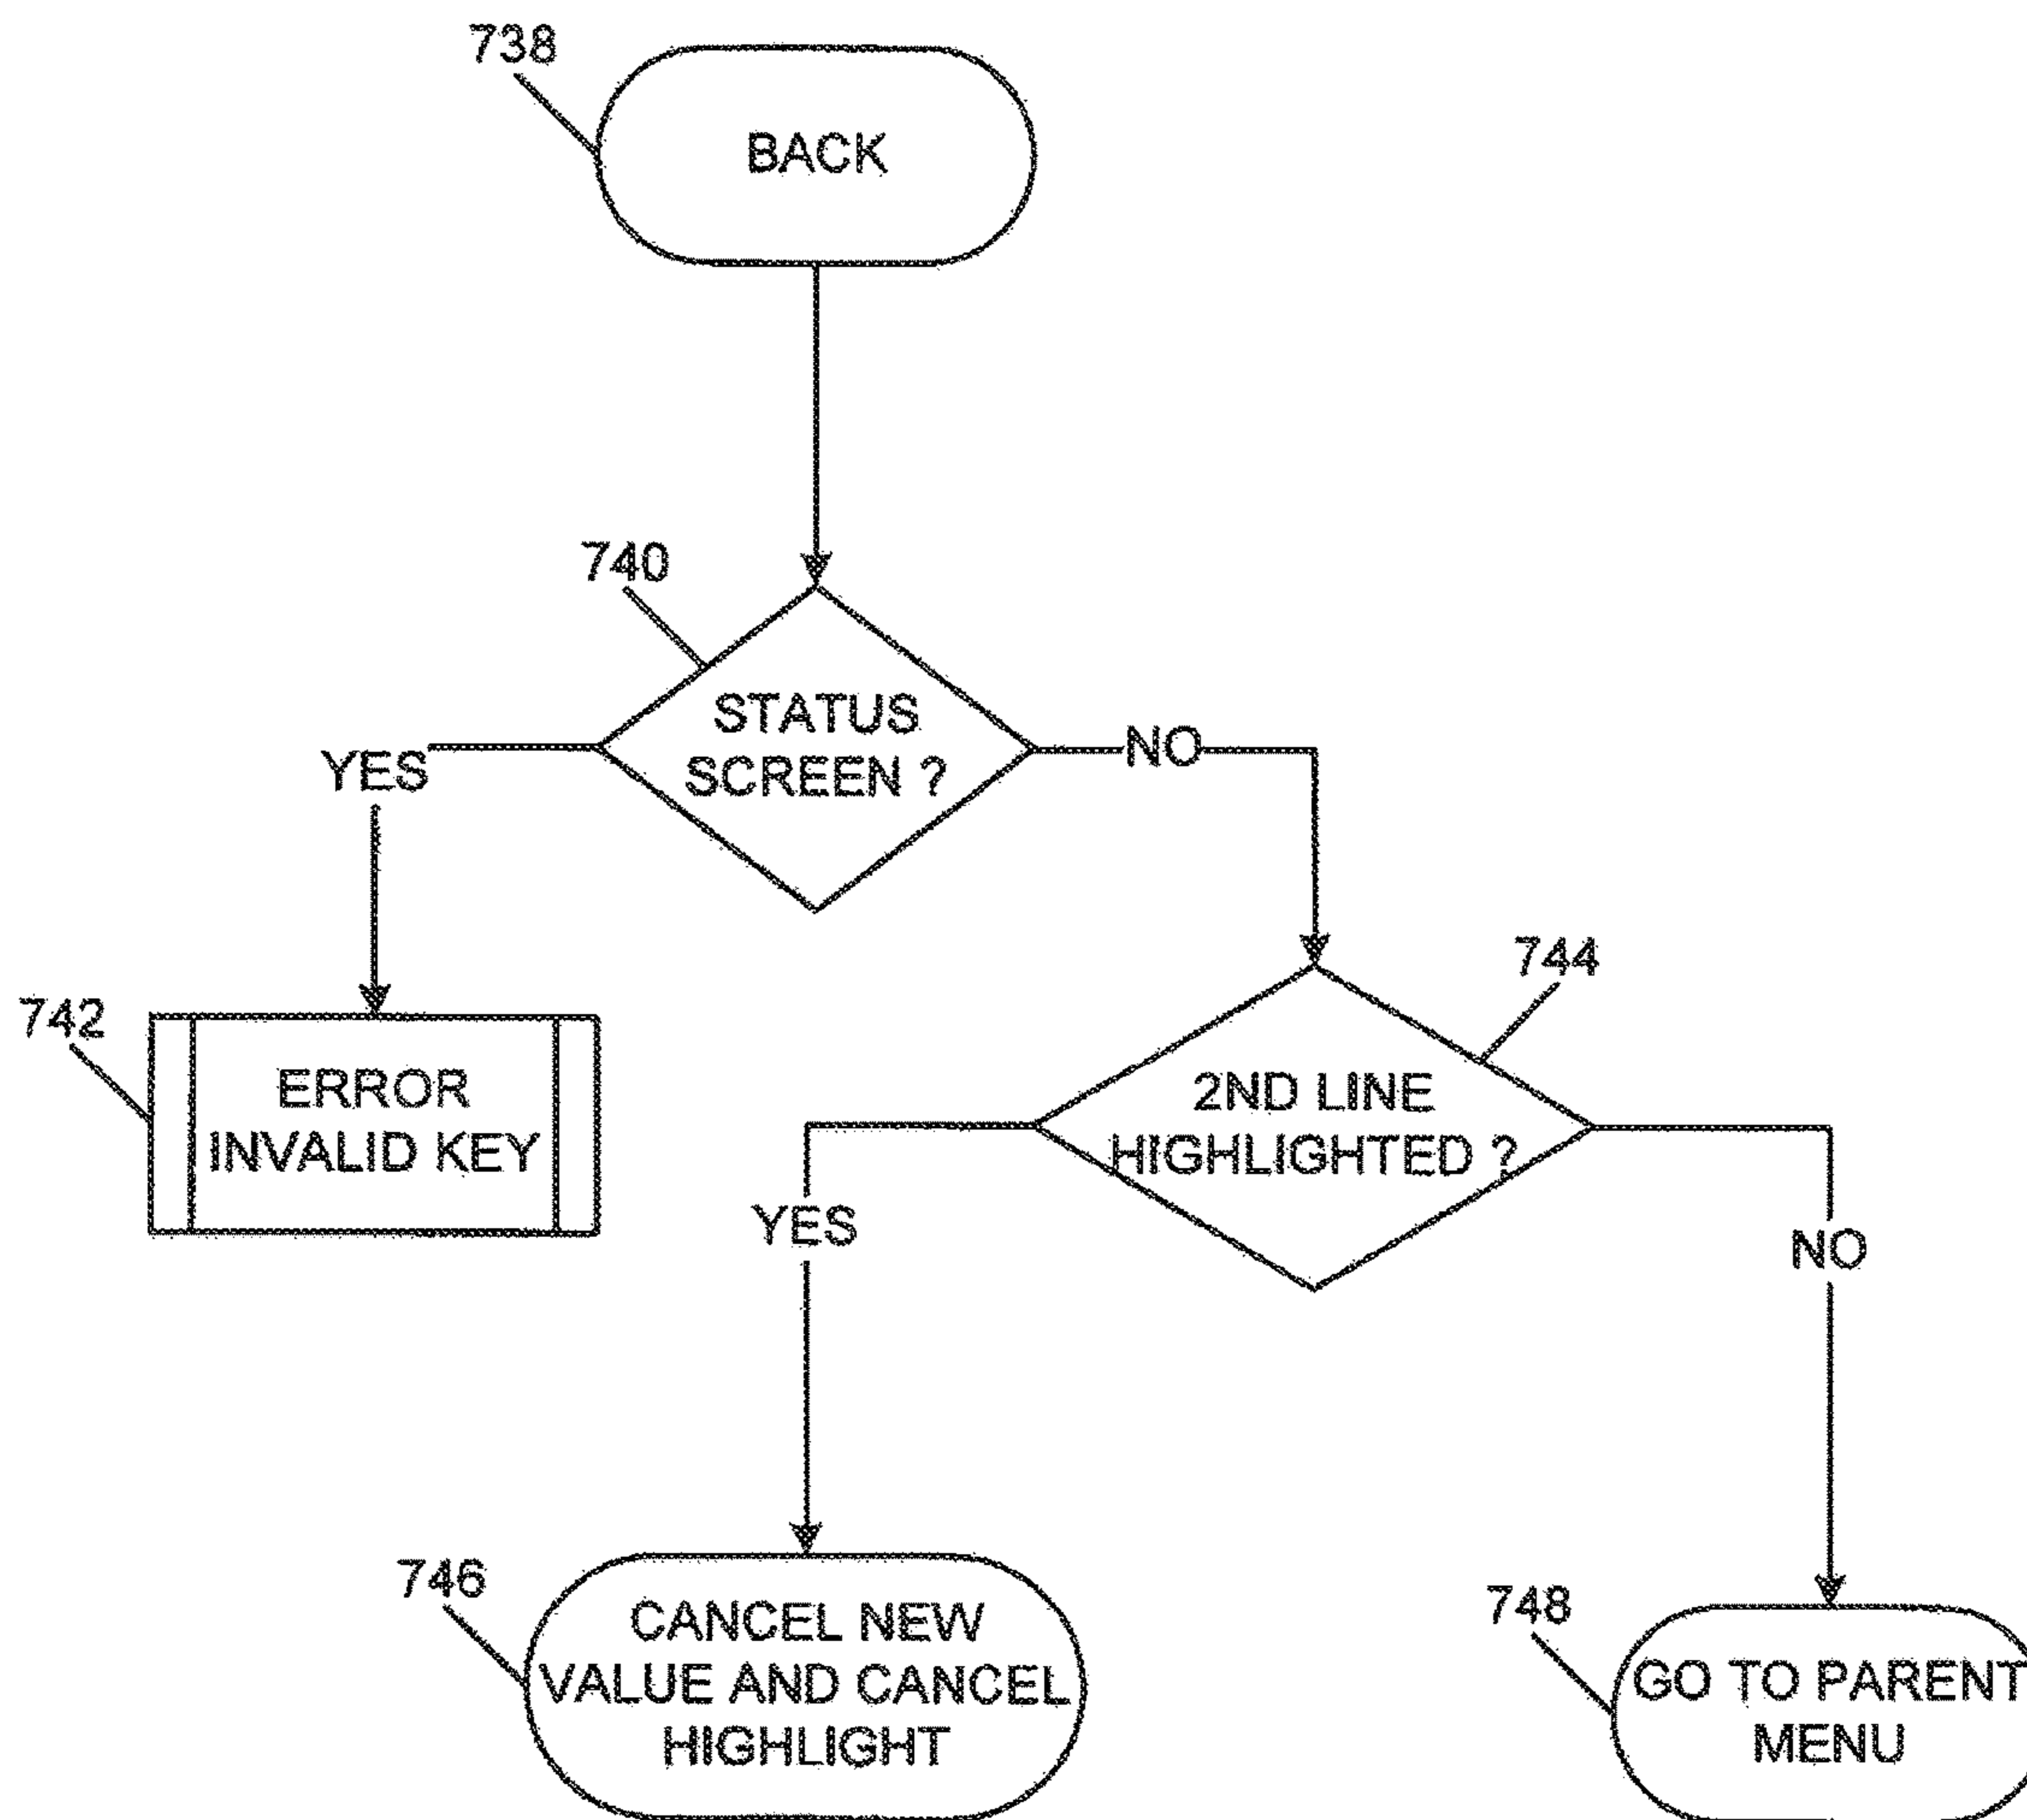 738
BACK
740
STATUS
SCREEN ?
YES
NO
742
ERROR
INVALID KEY
744
2ND LINE
HIGHLIGHTED ?
YES
NO
746
CANCEL NEW
VALUE AND CANCEL
HIGHLIGHT
748
GO TO PARENT
MENU